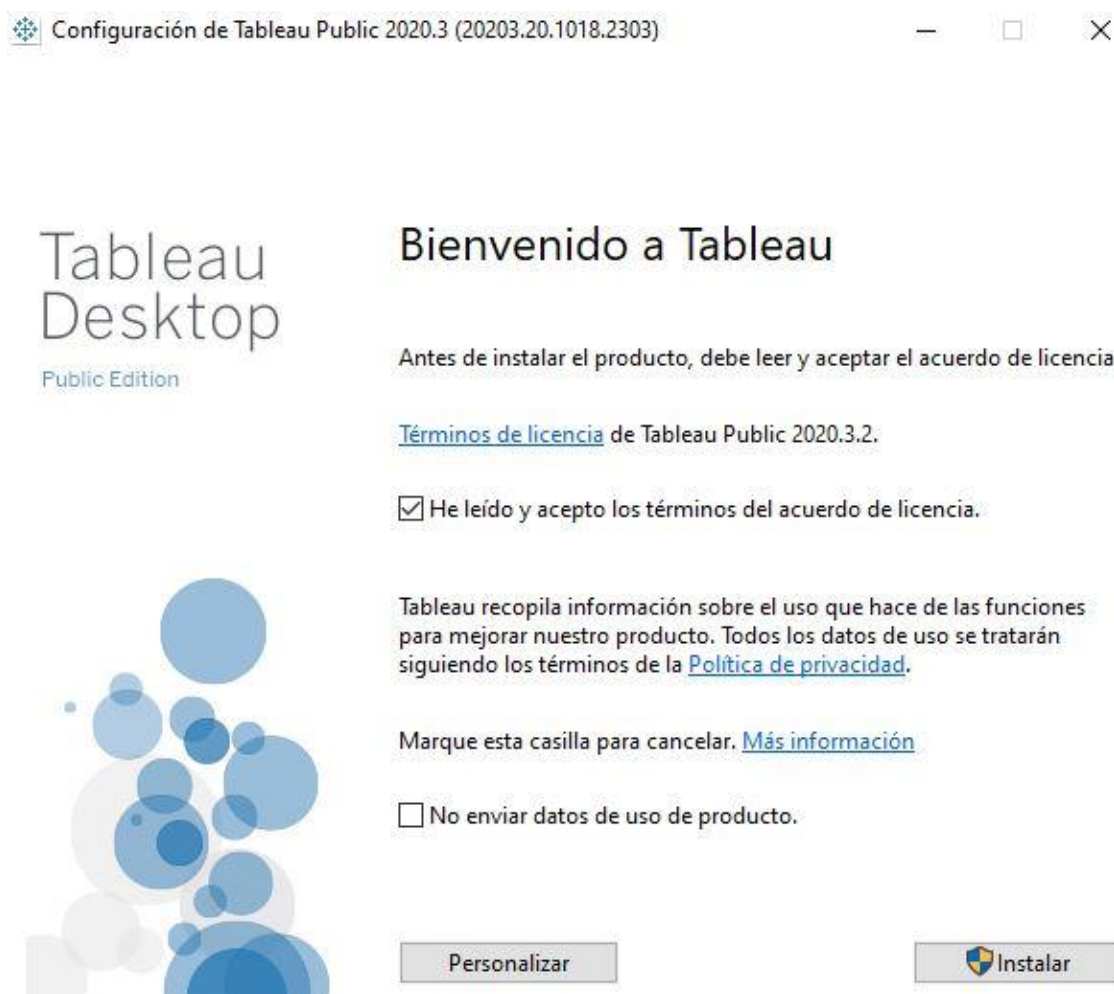 Configuración de Tableau Public 2020.3 (20203.20.1018.2303)
Tableau
Desktop
Public Edition
Bienvenido a Tableau
Antes de instalar el producto, debe leer y aceptar el acuerdo de licencia
Términos de licencia de Tableau Public 2020.3.2.
He leído y acepto los términos del acuerdo de licencia.
Tableau recopila información sobre el uso que hace de las funciones
para mejorar nuestro producto. Todos los datos de uso se tratarán
siguiendo los términos de la Política de privacidad.
Marque esta casilla para cancelar. Más información
No enviar datos de uso de producto.
Personalizar
Instalar